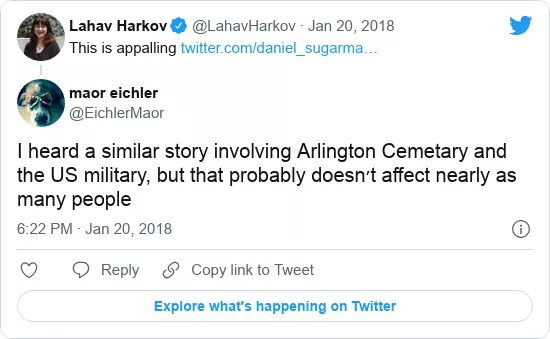 Lahav Harkov @LahavHarkov · Jan 20, 2018
This is appalling twitter.com/daniel_sugarma…
maor eichler
@EichlerMaor
I heard a similar story involving Arlington Cemetary and
the US military, but that probably doesn׳t affect nearly as
many people
6:22 PM · Jan 20, 2018
Reply Copy link to Tweet
Explore what's happening on Twitter